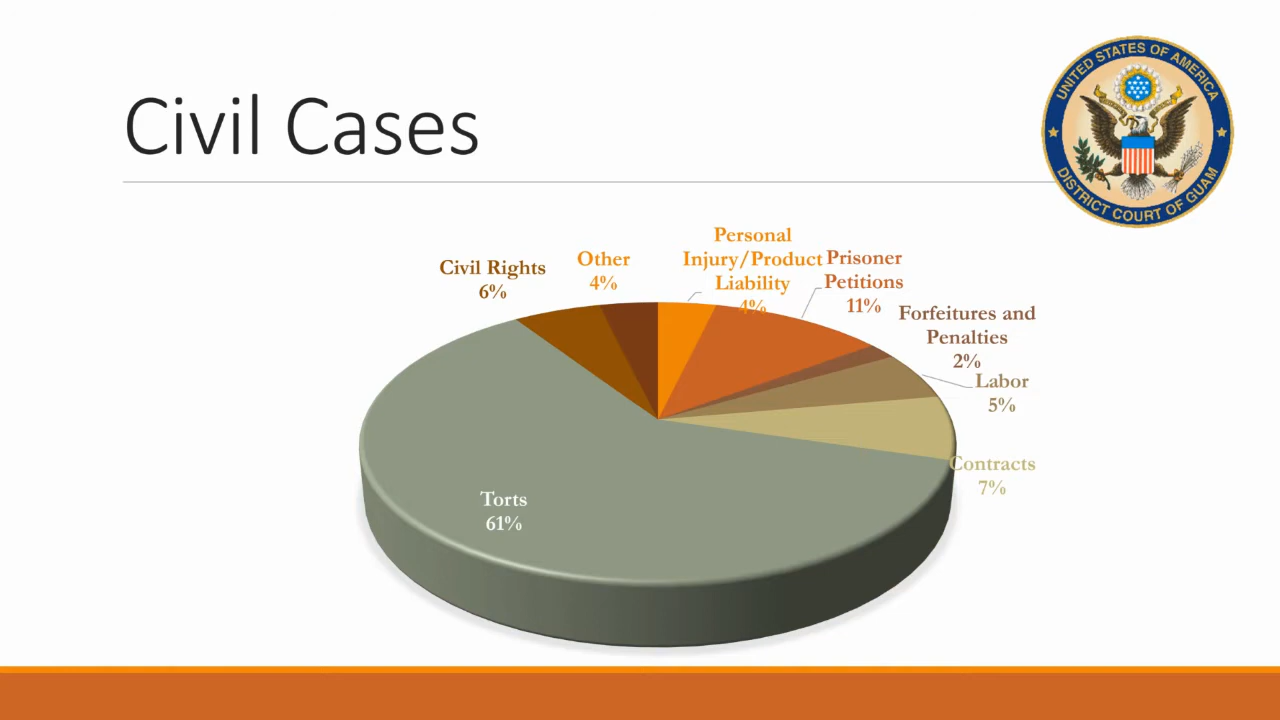 Civil Cases
UNITED STATES OF AMERICA
DISTRICT COURT OF GUAM
Personal
Injury/Product
Liability
4%
Prisoner
Petitions
11%
Forfeitures and
Penalties
2%
Labor
5%
Contracts
7%
Torts
61%
Civil Rights
6%
Other
4%